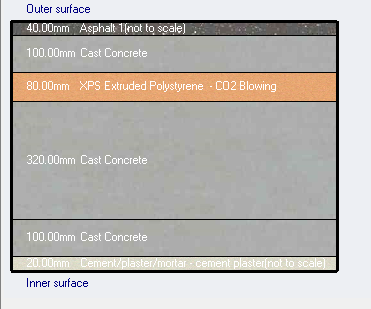 Outer surface
40.00mm Asphalt 1(not to scale)
100.00mm Cast Concrete
80.00mm XPS Extruded Polystyrene - CO2 Blowing
320.00mm Cast Concrete
100.00mm Cast Concrete
20.00mm Cement/plaster/mortar - cement plaster(not to scale)
Inner surface